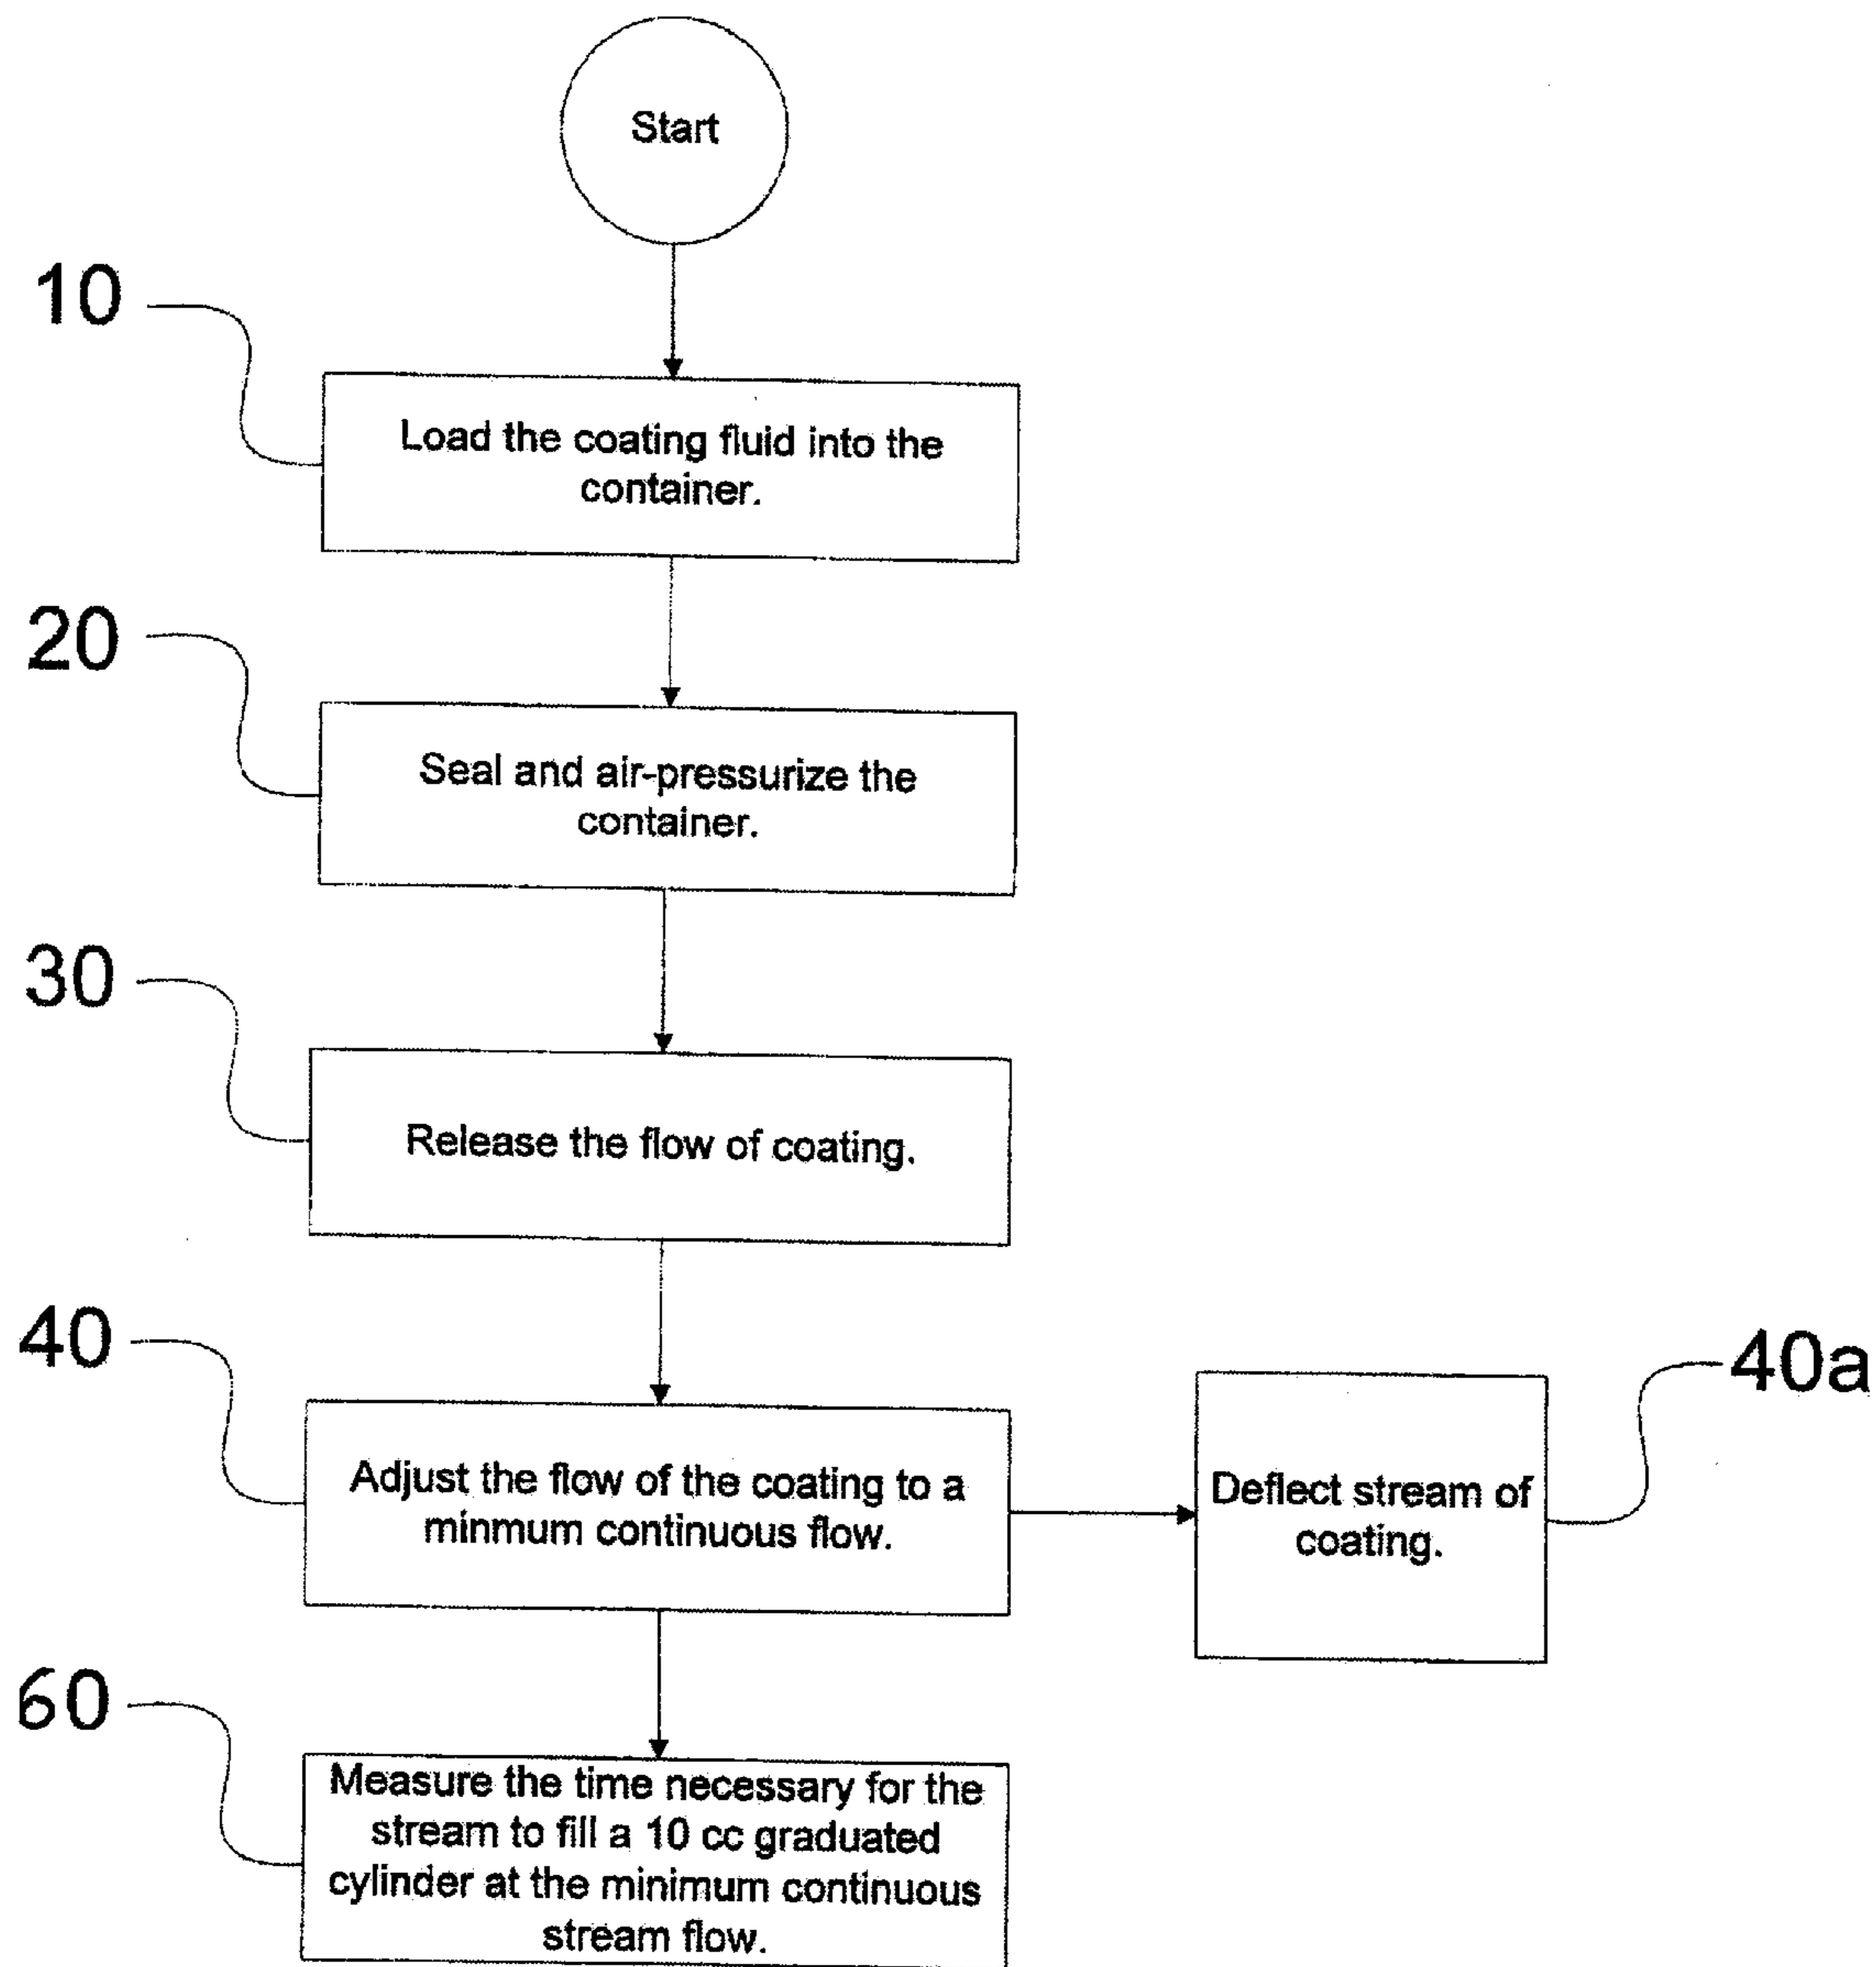 Start
10
Load the coating fluid into the
container.
20
Seal and air-pressurize the
container.
30
Release the flow of coating.
40
Adjust the flow of the coating to a
minmum continuous flow.
40a
Deflect stream of
coating.
60
Measure the time necessary for the
stream to fill a 10 cc graduated
cylinder at the minimum continuous
stream flow.